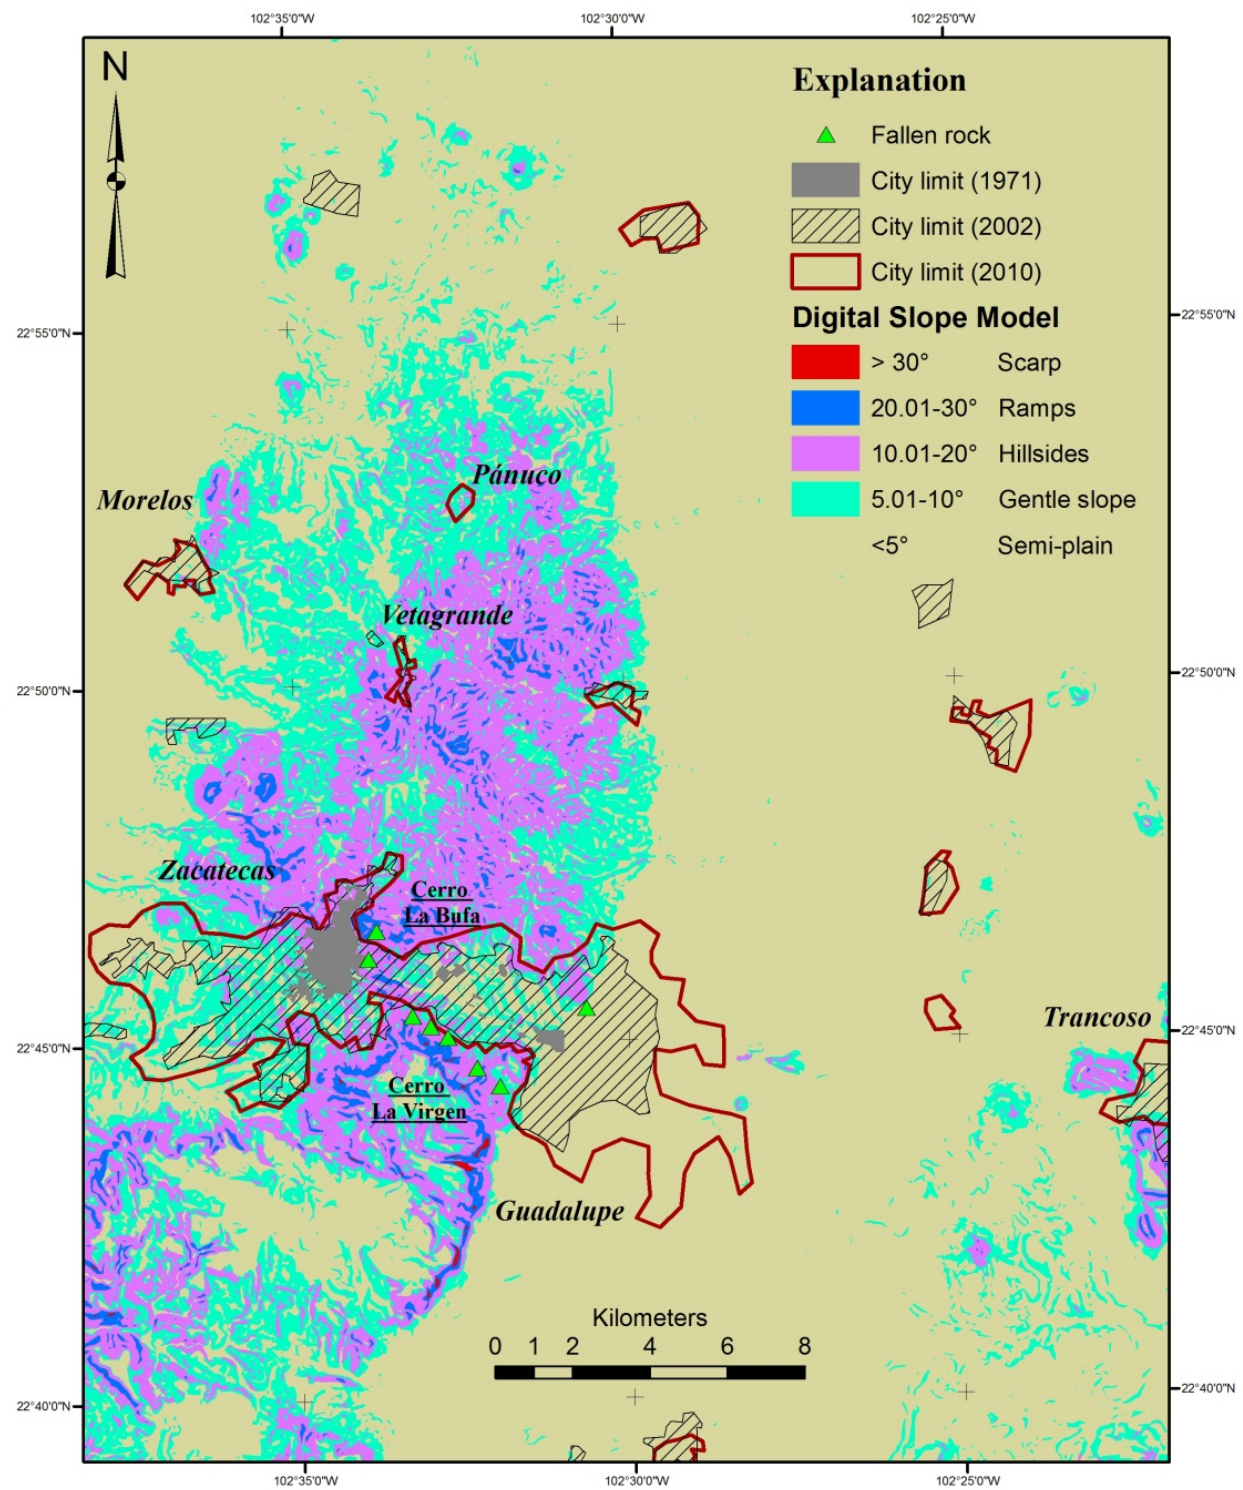 102°35'0"W
102°30'0"W
102°25'0"W
N
Explanation
Fallen rock
City limit (1971)
City limit (2002)
City limit (2010)
Digital Slope Model
> 30° Scarp
20.01-30° Ramps
10.01-20° Hillsides
5.01-10° Gentle slope
<5° Semi-plain
22°55'0"N
22°55'0"N
Pánuco
Morelos
Vetagrande
22°50'0"N
22°50'0"N
Zacatecas
Cerro
La Bufa
Trancoso
22°45'0"N
22°45'0"N
Cerro
La Virgen
Guadalupe
Kilometers
0 1 2 4 6 8
22°40'0"N
22°40'0"N
102°35'0"W
102°30'0"W
102°25'0"W